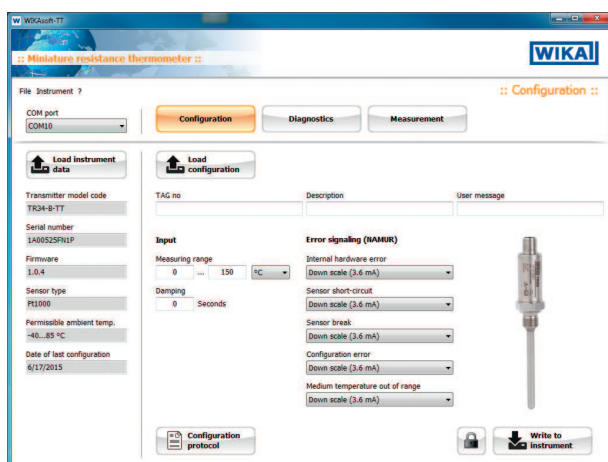 WIKAsoft-TT
:: Miniature resistance thermometer ::
WIKA
File Instrument ?
:: Configuration ::
COM port
COM10
Configuration
Diagnostics
Measurement
Load instrument
data
Load
configuration
Transmitter model code
TR34-B-TT
TAG no
Description
User message
Serial number
1A00525FN1P
Input
Error signaling (NAMUR)
Firmware
1.0.4
Measuring range
0 ... 150 °C
Internal hardware error
Down scale (3.6 mA)
Sensor type
Pt1000
Damping
0 Seconds
Sensor short-circuit
Down scale (3.6 mA)
Permissible ambient temp.
-40...85 °C
Sensor break
Down scale (3.6 mA)
Date of last configuration
6/17/2015
Configuration error
Down scale (3.6 mA)
Medium temperature out of range
Down scale (3.6 mA)
Configuration
protocol
Write to
instrument